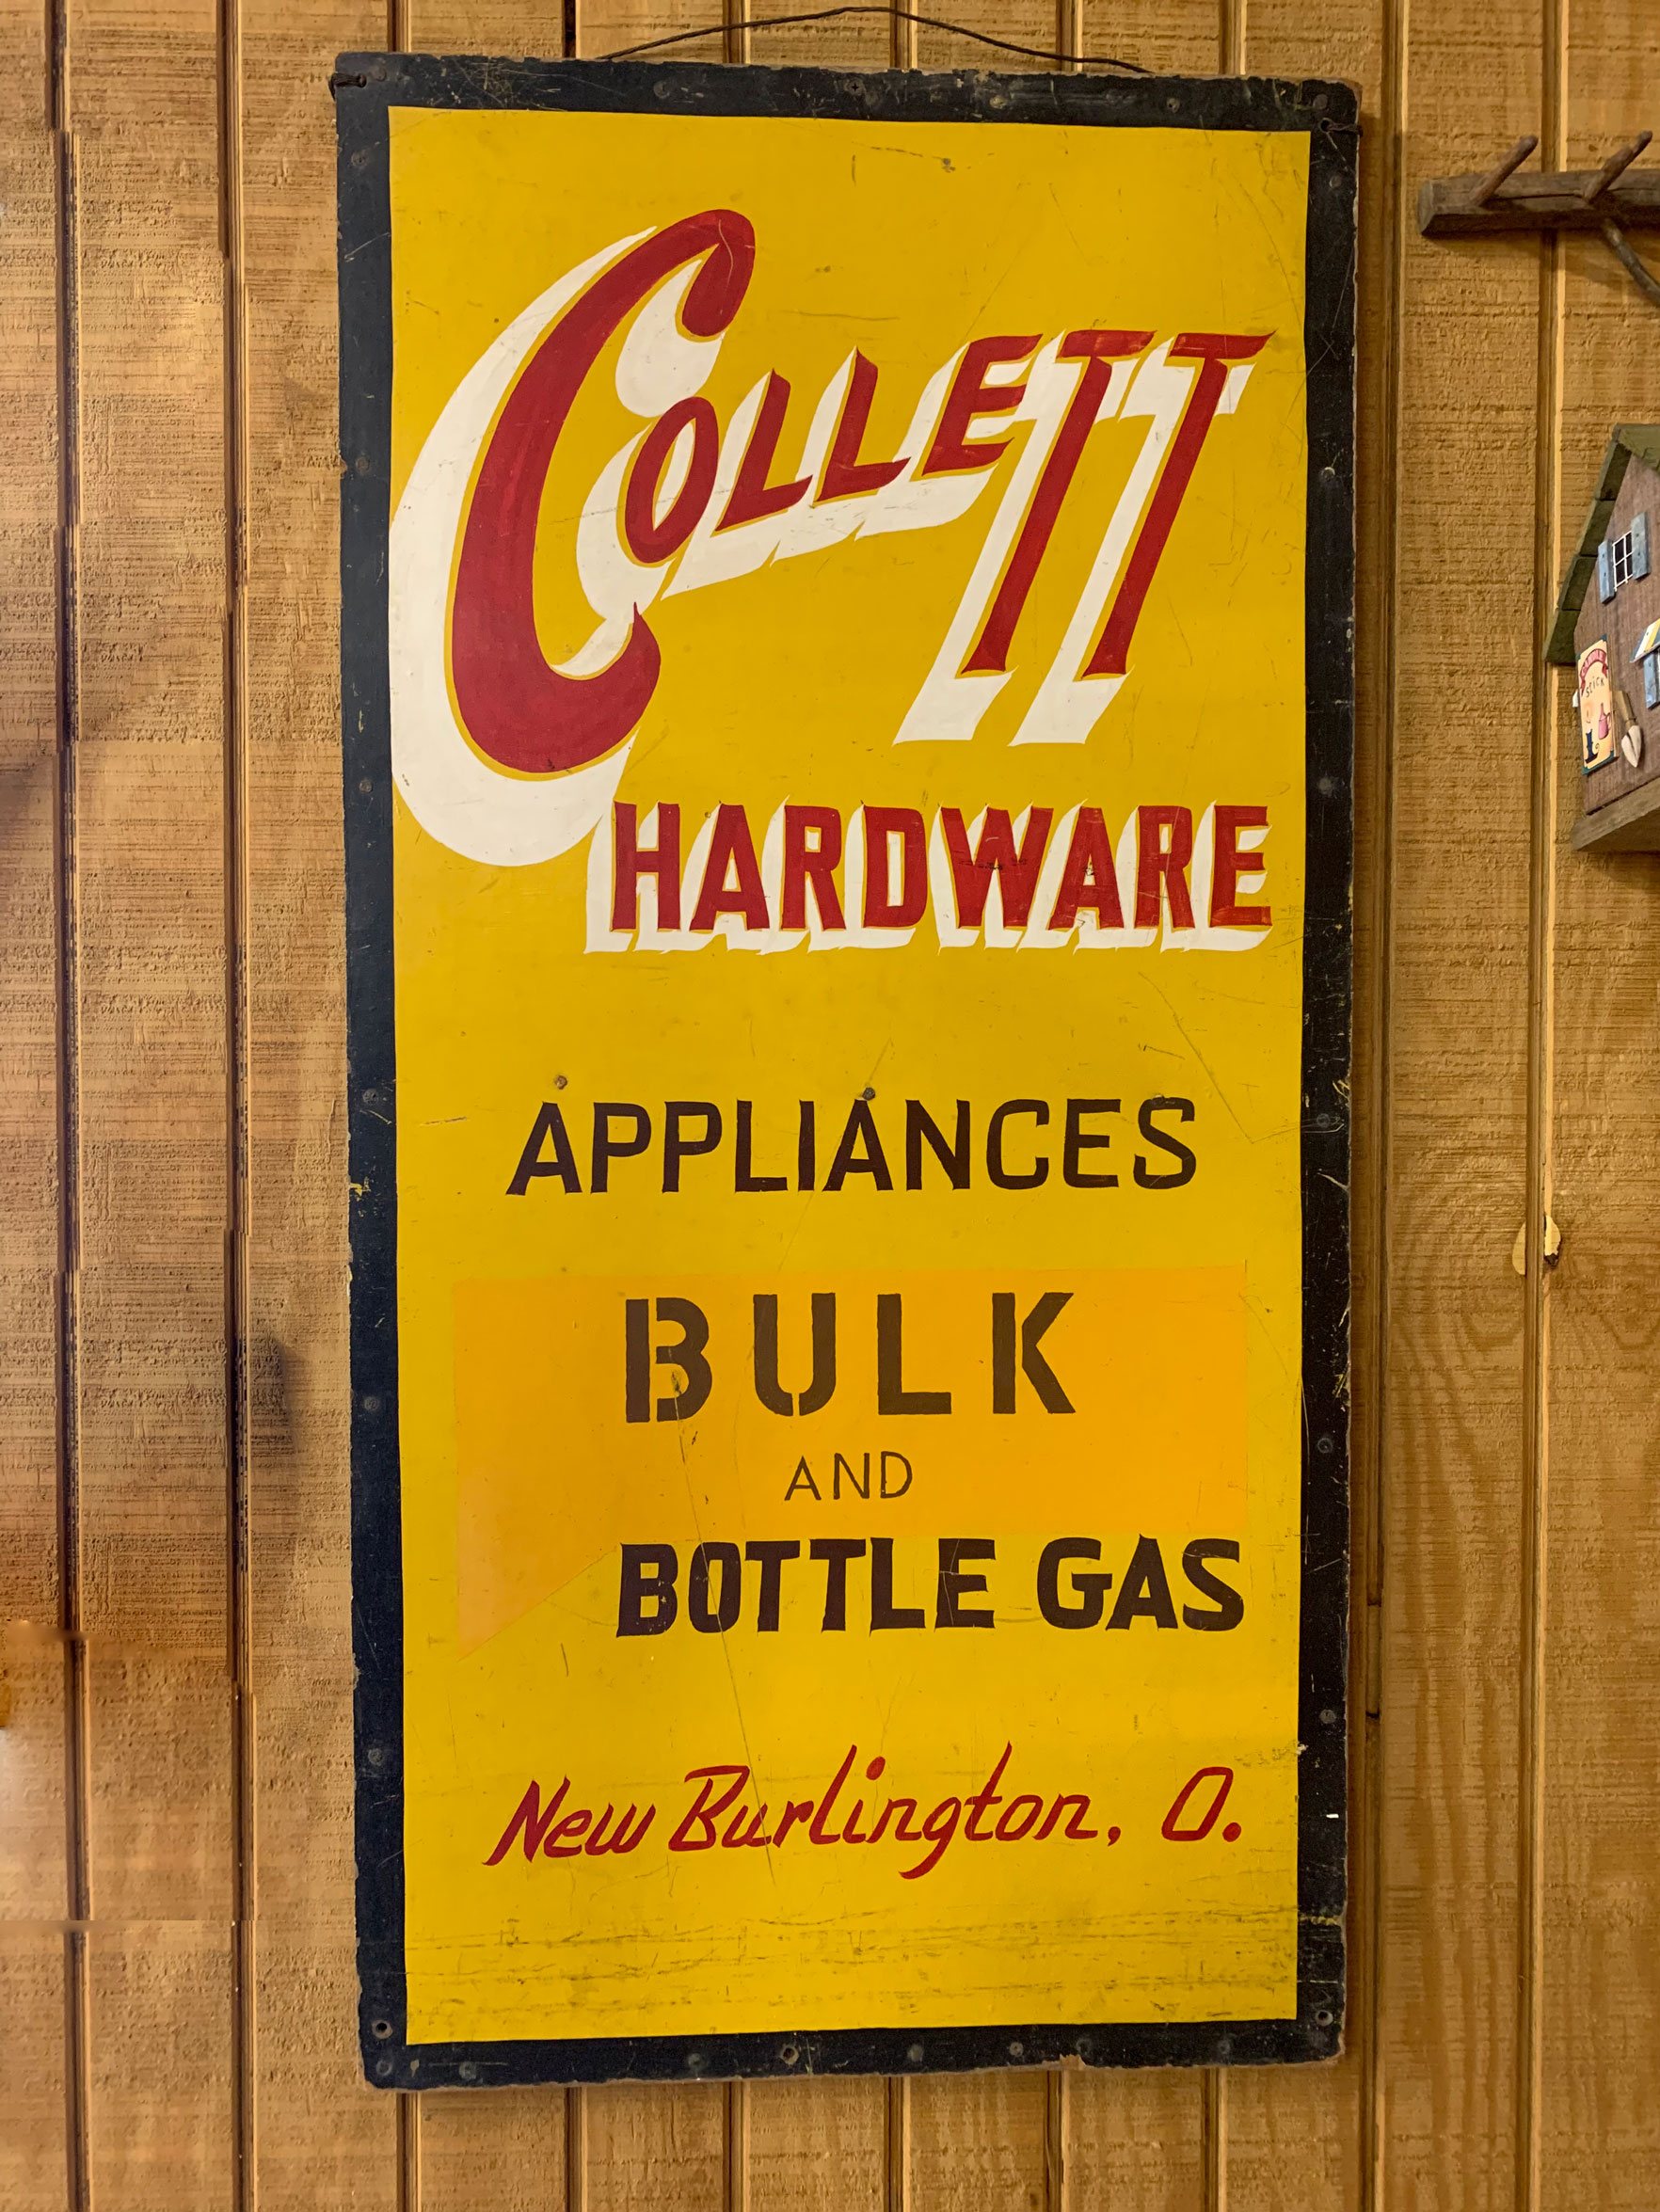 COLLETT
HARDWARE
APPLIANCES
BULK
AND
BOTTLE GAS
New Burlington, O.